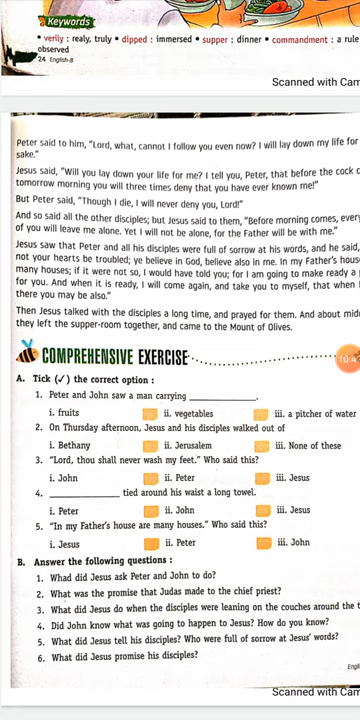 Keywords
• verily : realy, truly • dipped : immersed • supper : dinner • commandment : a rule
observed
24 English-8
Scanned with Cam
Peter said to him, "Lord, what, cannot I follow you even now? I will lay down my life for
sake."
Jesus said, "Will you lay down your life for me? I tell you, Peter, that before the cock c
tomorrow morning you will three times deny that you have ever known me!"
But Peter said, "Though I die, I will never deny you, Lord!"
And so said all the other disciples; but Jesus said to them, "Before morning comes, ever
of you will leave me alone. Yet I will not be alone, for the Father will be with me."
Jesus saw that Peter and all his disciples were full of sorrow at his words, and he said,
not your hearts be troubled; ye believe in God, believe also in me. In my Father's hous
many houses; if it were not so, I would have told you; for I am going to make ready a
for you. And when it is ready, I will come again, and take you to myself, that when
there you may be also."
Then Jesus talked with the disciples a long time, and prayed for them. And about mid
they left the supper-room together, and came to the Mount of Olives.
COMPREHENSIVE EXERCISE
10:4
A. Tick (✓) the correct option :
1. Peter and John saw a man carrying ____________.
i. fruits ii. vegetables iii. a pitcher of water
2. On Thursday afternoon, Jesus and his disciples walked out of
i. Bethany ii. Jerusalem iii. None of these
3. "Lord, thou shall never wash my feet." Who said this?
i. John ii. Peter iii. Jesus
4. ____________ tied around his waist a long towel.
i. Peter ii. John iii. Jesus
5. "In my Father's house are many houses." Who said this?
i. Jesus ii. Peter iii. John
B. Answer the following questions :
1. Whad did Jesus ask Peter and John to do?
2. What was the promise that Judas made to the chief priest?
3. What did Jesus do when the disciples were leaning on the couches around the t
4. Did John know what was going to happen to Jesus? How do you know?
5. What did Jesus tell his disciples? Who were full of sorrow at Jesus' words?
6. What did Jesus promise his disciples?
Engl
Scanned with Cam